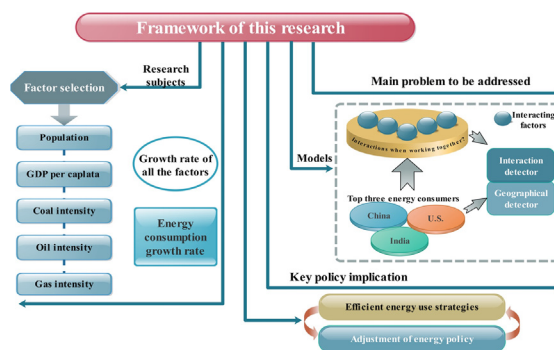 Framework of this research
Research
subjects
Factor selection
Population
GDP per caplata
Coal intensity
Oil intensity
Gas intensity
Growth rate of
all the factors
Energy
consumption
growth rate
Models
Main problem to be addressed
Interacting
factors
Interactions when working together?
Top three energy consumers
China
U.S.
India
Interaction
detector
Geographical
detector
Key policy implication
Efficient energy use strategies
Adjustment of energy policy